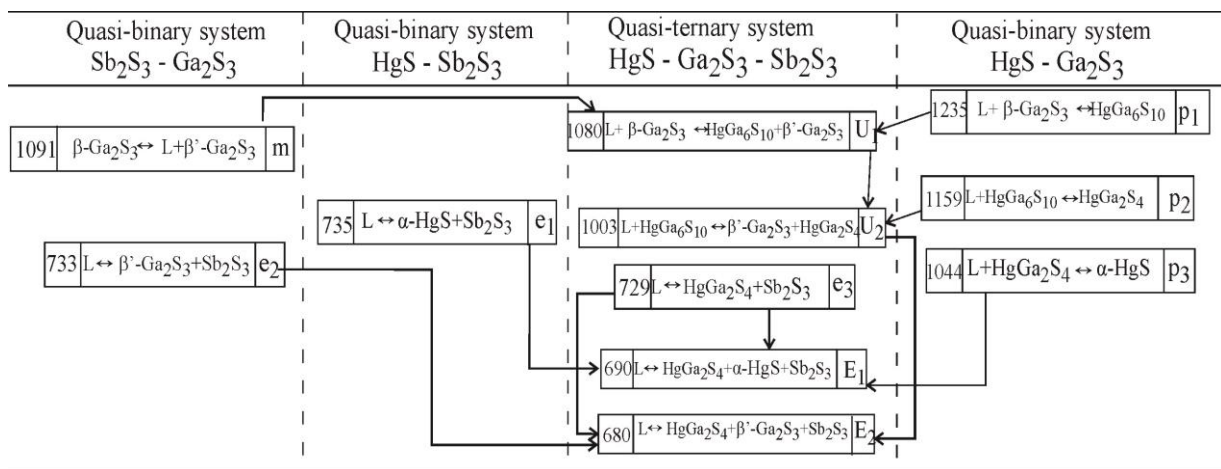 Quasi-binary system
Sb₂S₃ - Ga₂S₃
Quasi-binary system
HgS - Sb₂S₃
Quasi-ternary system
HgS - Ga₂S₃ - Sb₂S₃
Quasi-binary system
HgS - Ga₂S₃
1235 L+ β-Ga₂S₃ ↔HgGa₆S₁₀ p₁
1080 L+ β-Ga₂S₃ ↔HgGa₆S₁₀+β’-Ga₂S₃ U₁
1091 β-Ga₂S₃↔ L+β’-Ga₂S₃ m
1159 L+HgGa₆S₁₀↔HgGa₂S₄ p₂
735 L↔α-HgS+Sb₂S₃ e₁
1003 L+HgGa₆S₁₀↔β’-Ga₂S₃+HgGa₂S₄ U₂
733 L↔ β’-Ga₂S₃+Sb₂S₃ e₂
1044 L+HgGa₂S₄↔ α-HgS p₃
729 L↔HgGa₂S₄+Sb₂S₃ e₃
690 L↔ HgGa₂S₄+α-HgS+Sb₂S₃ E₁
680 L↔ HgGa₂S₄+β’-Ga₂S₃+Sb₂S₃ E₂